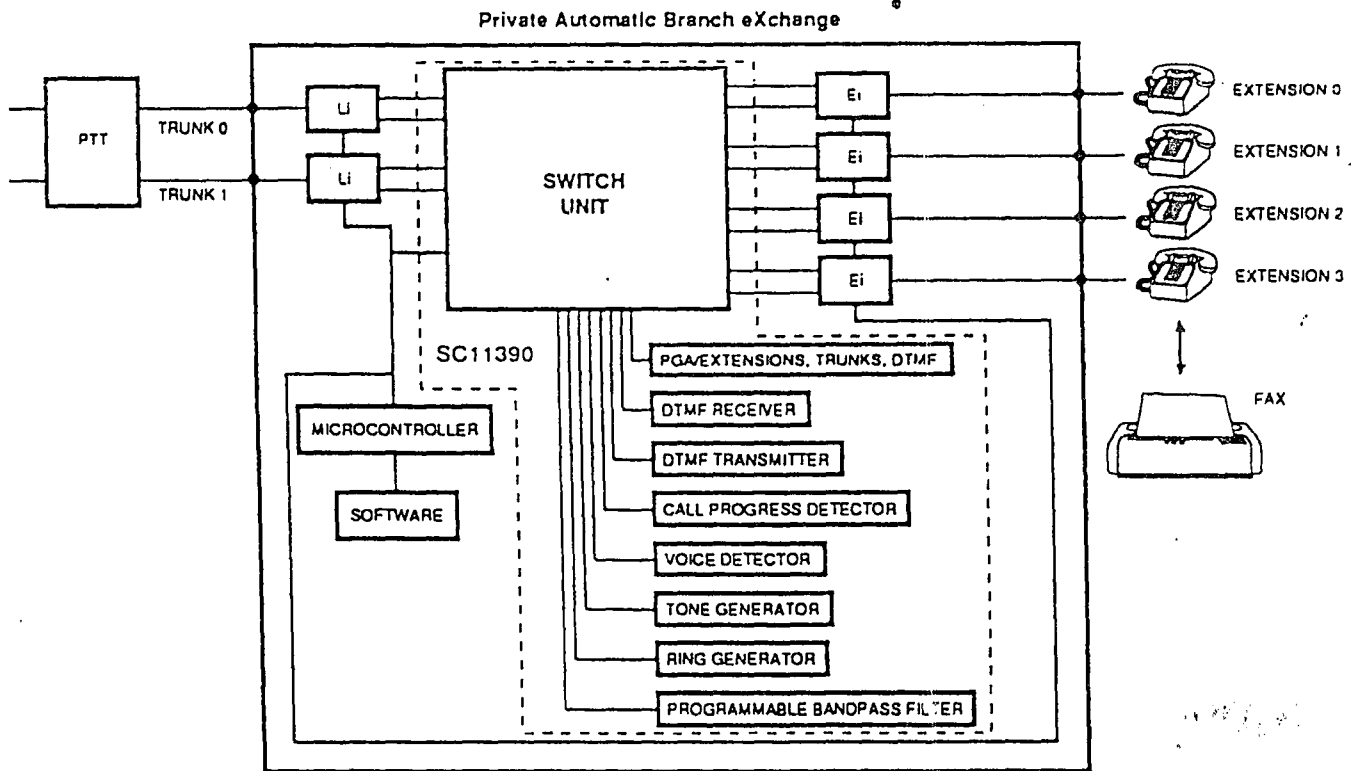 Private Automatic Branch eXchange
PTT
TRUNK 0
TRUNK 1
Li
Li
SWITCH
UNIT
Ei
Ei
Ei
Ei
EXTENSION 0
EXTENSION 1
EXTENSION 2
EXTENSION 3
SC11390
MICROCONTROLLER
SOFTWARE
PGA/EXTENSIONS, TRUNKS, DTMF
DTMF RECEIVER
DTMF TRANSMITTER
CALL PROGRESS DETECTOR
VOICE DETECTOR
TONE GENERATOR
RING GENERATOR
PROGRAMMABLE BANDPASS FILTER
FAX